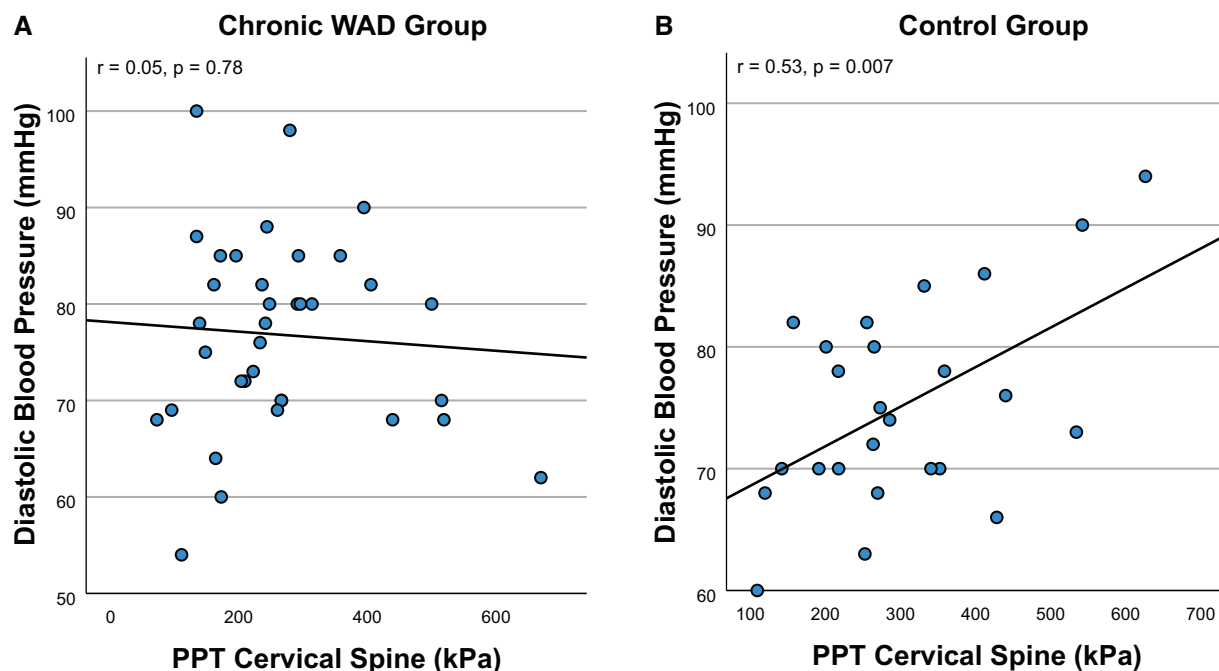 A
Chronic WAD Group
r = 0.05, p = 0.78
Diastolic Blood Pressure (mmHg)
100
90
80
70
60
50
0 200 400 600
PPT Cervical Spine (kPa)
B
Control Group
r = 0.53, p = 0.007
Diastolic Blood Pressure (mmHg)
100
90
80
70
60
100 200 300 400 500 600 700
PPT Cervical Spine (kPa)